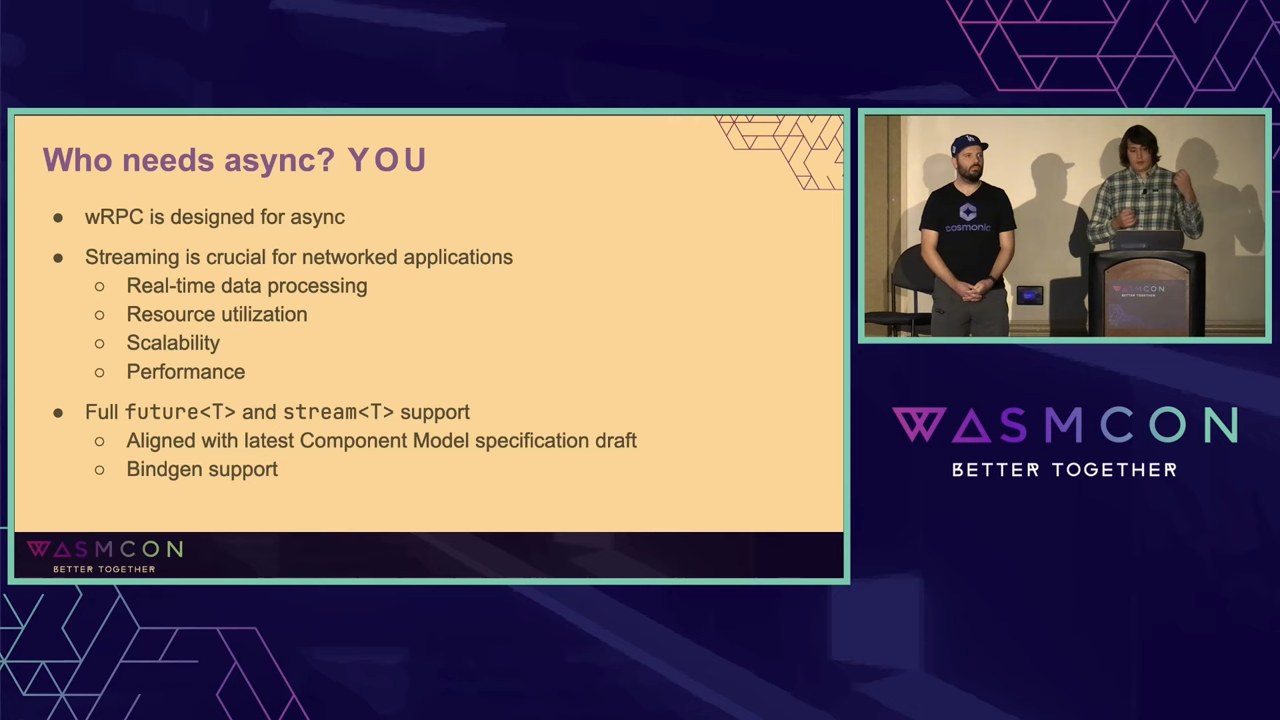 Who needs async? YOU
● wRPC is designed for async
● Streaming is crucial for networked applications
○ Real-time data processing
○ Resource utilization
○ Scalability
○ Performance
● Full future<T> and stream<T> support
○ Aligned with latest Component Model specification draft
○ Bindgen support
WASMCON
BETTER TOGETHER
LA
cosmonic
WASMCON
BETTER TOGETHER
WASMCON
BETTER TOGETHER